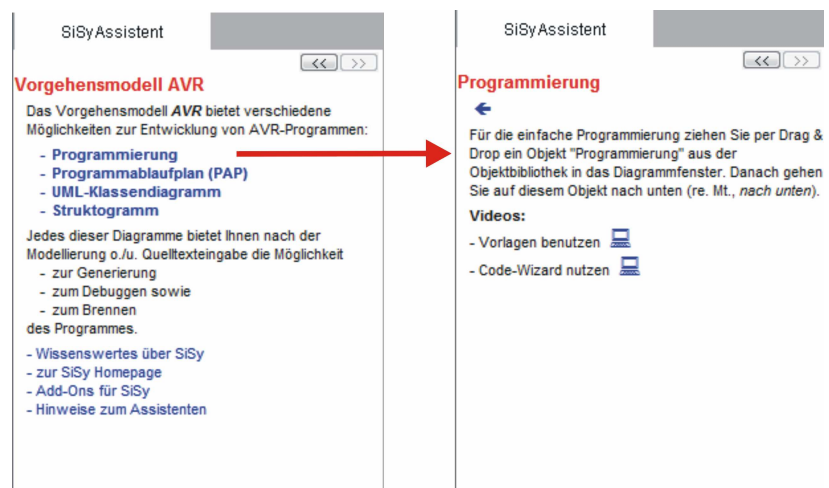 SiSy Assistent
<< >>
Vorgehensmodell AVR
Das Vorgehensmodell AVR bietet verschiedene
Möglichkeiten zur Entwicklung von AVR-Programmen:
- Programmierung
- Programmablaufplan (PAP)
- UML-Klassendiagramm
- Struktogramm
Jedes dieser Diagramme bietet Ihnen nach der
Modellierung o./u. Quelltexteingabe die Möglichkeit
- zur Generierung
- zum Debuggen sowie
- zum Brennen
des Programmes.
- Wissenswertes über SiSy
- zur SiSy Homepage
- Add-Ons für SiSy
- Hinweise zum Assistenten
SiSy Assistent
<< >>
Programmierung
Für die einfache Programmierung ziehen Sie per Drag &
Drop ein Objekt "Programmierung" aus der
Objektbibliothek in das Diagrammfenster. Danach gehen
Sie auf diesem Objekt nach unten (re. Mt., nach unten).
Videos:
- Vorlagen benutzen
- Code-Wizard nutzen